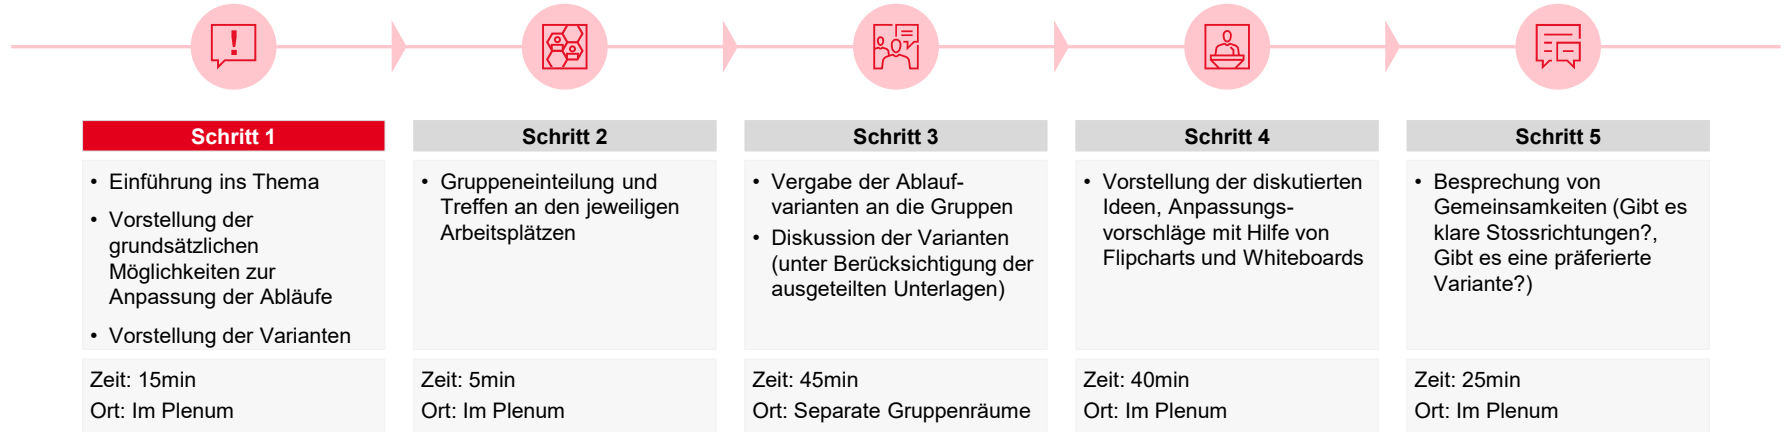 Schritt 1
• Einführung ins Thema
• Vorstellung der
grundsätzlichen
Möglichkeiten zur
Anpassung der Abläufe
• Vorstellung der Varianten
Zeit: 15min
Ort: Im Plenum
Schritt 2
• Gruppeneinteilung und
Treffen an den jeweiligen
Arbeitsplätzen
Zeit: 5min
Ort: Im Plenum
Schritt 3
• Vergabe der Ablauf-
varianten an die Gruppen
• Diskussion der Varianten
(unter Berücksichtigung der
ausgeteilten Unterlagen)
Zeit: 45min
Ort: Separate Gruppenräume
Schritt 4
• Vorstellung der diskutierten
Ideen, Anpassungs-
vorschläge mit Hilfe von
Flipcharts und Whiteboards
Zeit: 40min
Ort: Im Plenum
Schritt 5
• Besprechung von
Gemeinsamkeiten (Gibt es
klare Stossrichtungen?,
Gibt es eine präferierte
Variante?)
Zeit: 25min
Ort: Im Plenum